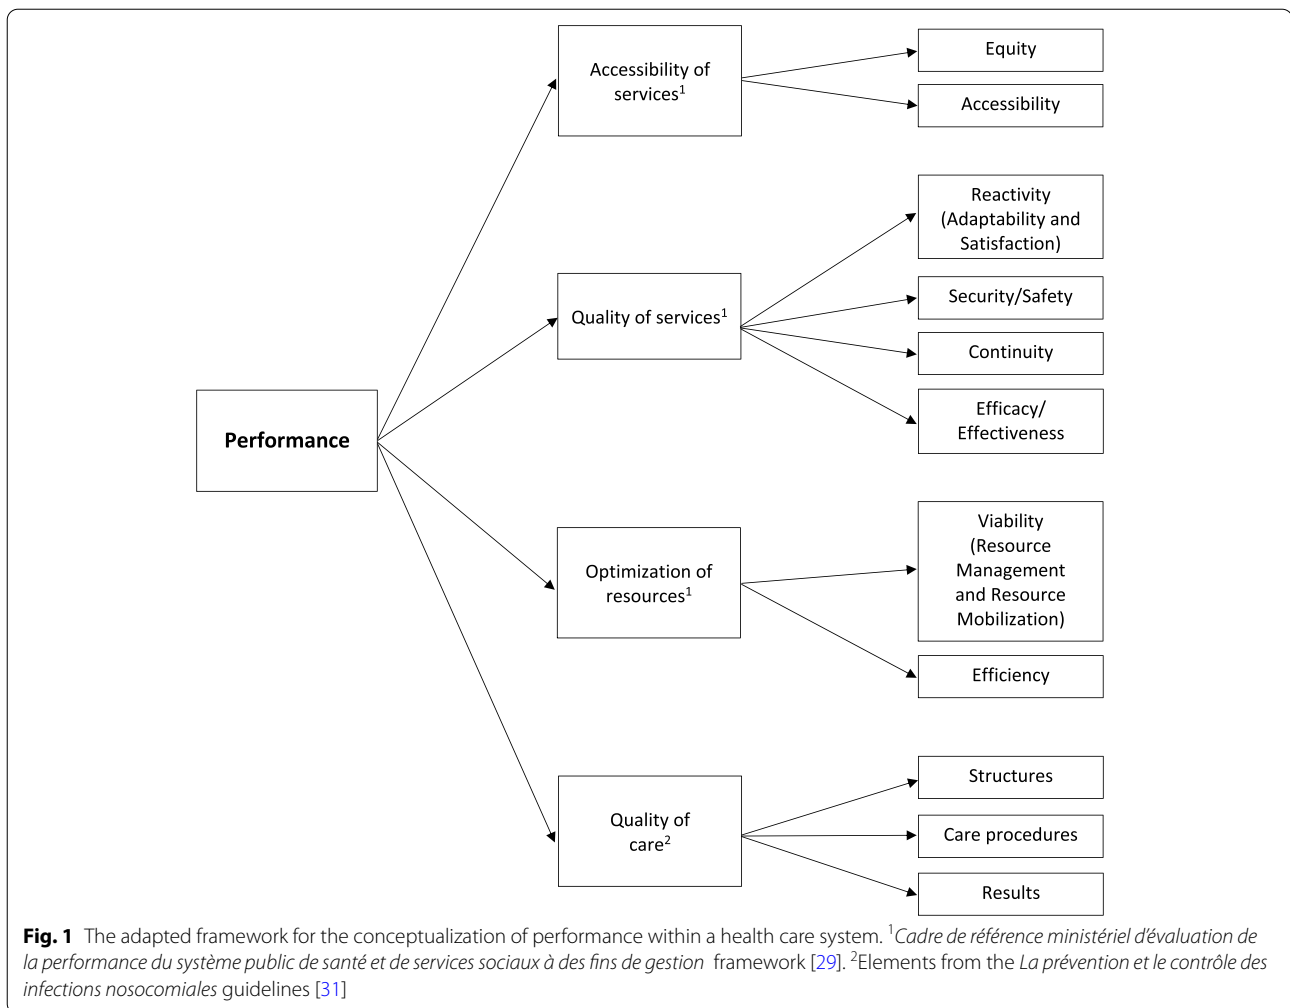 Accessibility of
services¹
Equity
Accessibility
Reactivity
(Adaptability and
Satisfaction)
Quality of services¹
Security/Safety
Continuity
Efficacy/
Effectiveness
Performance
Optimization of
resources¹
Viability
(Resource
Management
and Resource
Mobilization)
Efficiency
Quality of
care²
Structures
Care procedures
Results
Fig. 1 The adapted framework for the conceptualization of performance within a health care system. ¹Cadre de référence ministériel d'évaluation de
la performance du système public de santé et de services sociaux à des fins de gestion framework [29]. ²Elements from the La prévention et le contrôle des
infections nosocomiales guidelines [31]